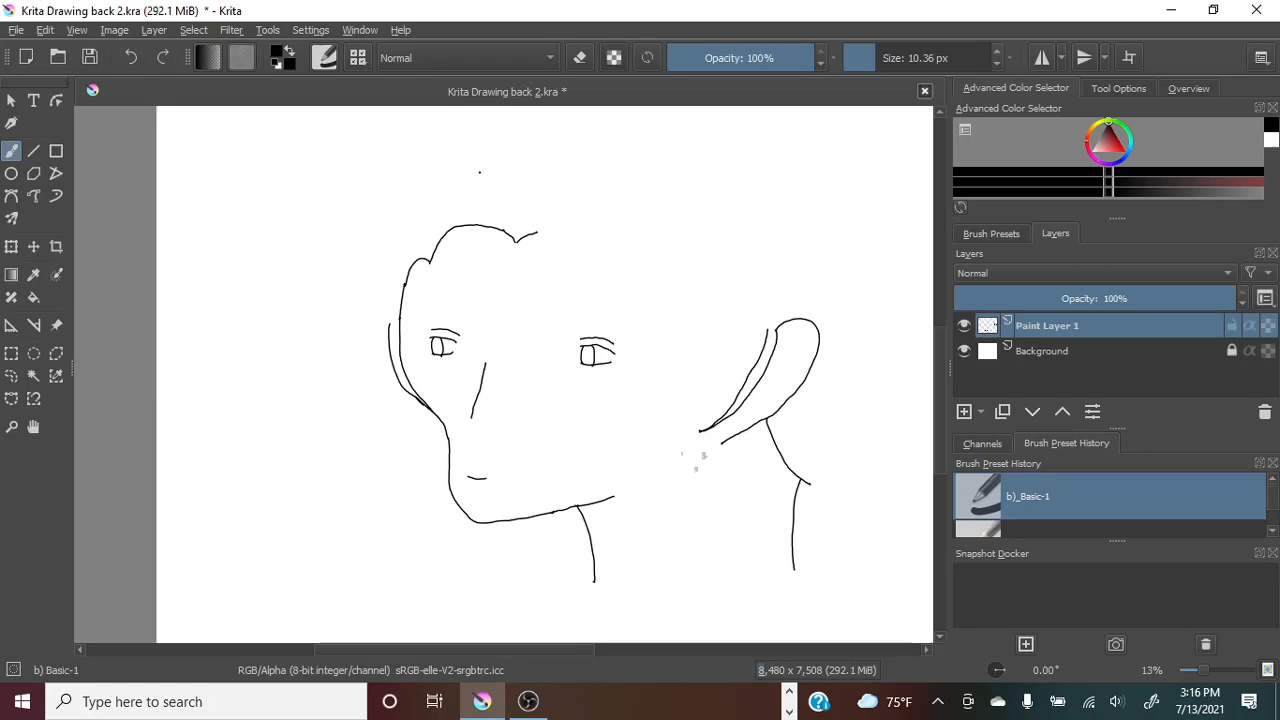 Krita Drawing back 2.kra (292.1 MiB) * - Krita
File Edit View Image Layer Select Filter Tools Settings Window Help
Normal
Opacity: 100%
Size: 10.36 px
Krita Drawing back 2.kra *
Advanced Color Selector Tool Options Overview
Advanced Color Selector
Brush Presets Layers
Layers
Normal
Opacity: 100%
Paint Layer 1
Background
Channels Brush Preset History
Brush Preset History
b)_Basic-1
Snapshot Docker
b) Basic-1
RGB/Alpha (8-bit integer/channel) sRGB-elle-V2-srgbtrc.icc
8,480 x 7,508 (292.1 MiB)
0.00°
13%
Type here to search
75°F
3:16 PM
7/13/2021